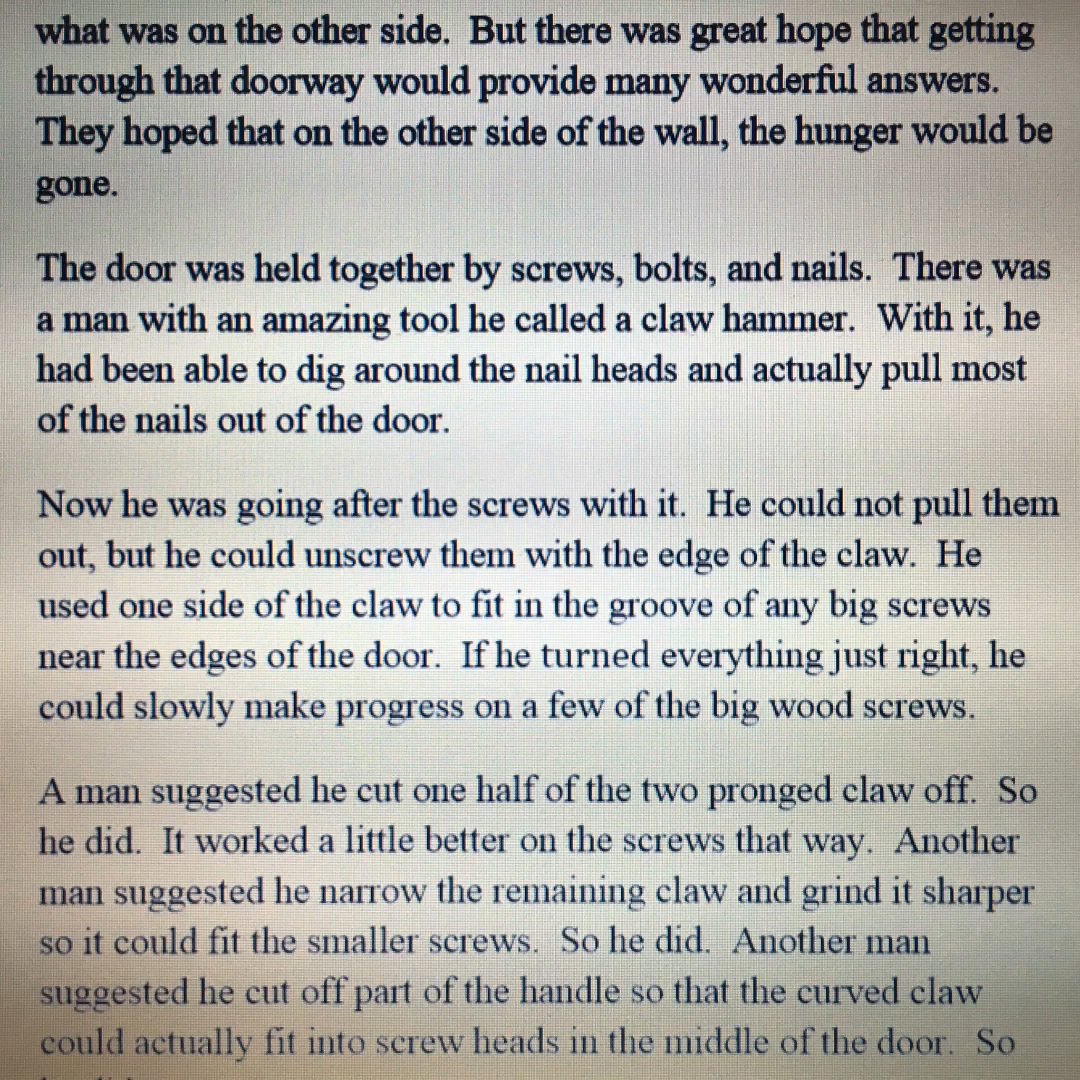 what was on the other side.  But there was great hope that getting
through that doorway would provide many wonderful answers.
They hoped that on the other side of the wall, the hunger would be
gone.
The door was held together by screws, bolts, and nails.  There was
a man with an amazing tool he called a claw hammer.  With it, he
had been able to dig around the nail heads and actually pull most
of the nails out of the door.
Now he was going after the screws with it.  He could not pull them
out, but he could unscrew them with the edge of the claw.  He
used one side of the claw to fit in the groove of any big screws
near the edges of the door.  If he turned everything just right, he
could slowly make progress on a few of the big wood screws.
A man suggested he cut one half of the two pronged claw off.  So
he did.  It worked a little better on the screws that way.  Another
man suggested he narrow the remaining claw and grind it sharper
so it could fit the smaller screws.  So he did.  Another man
suggested he cut off part of the handle so that the curved claw
could actually fit into screw heads in the middle of the door.  So